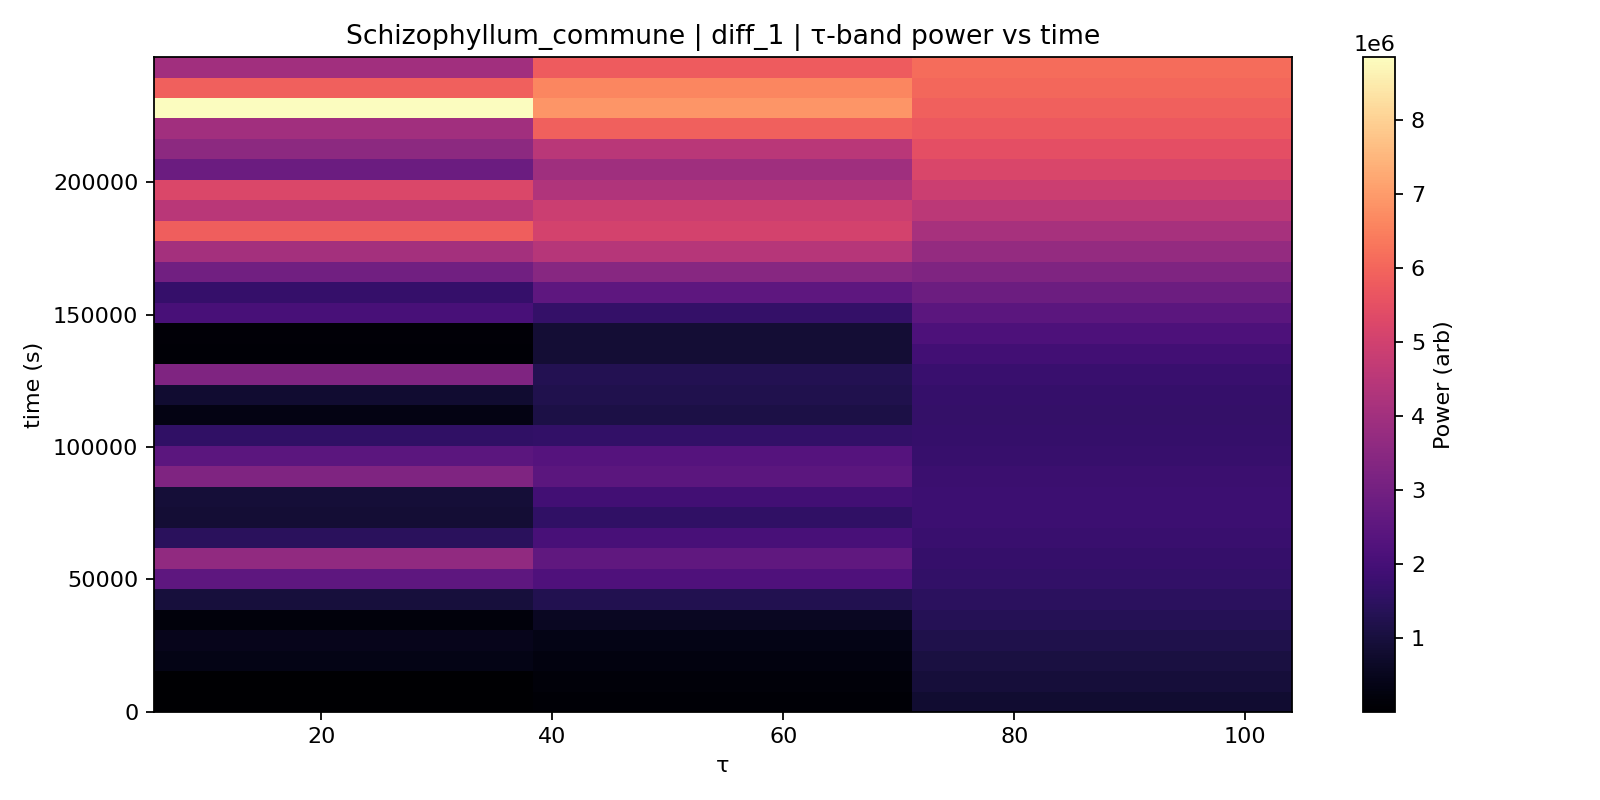 Schizophyllum_commune | diff_1 | τ-band power vs time
1e6
8
7
6
5
4
3
2
1
Power (arb)
200000
150000
100000
50000
0
time (s)
20 40 60 80 100
τ